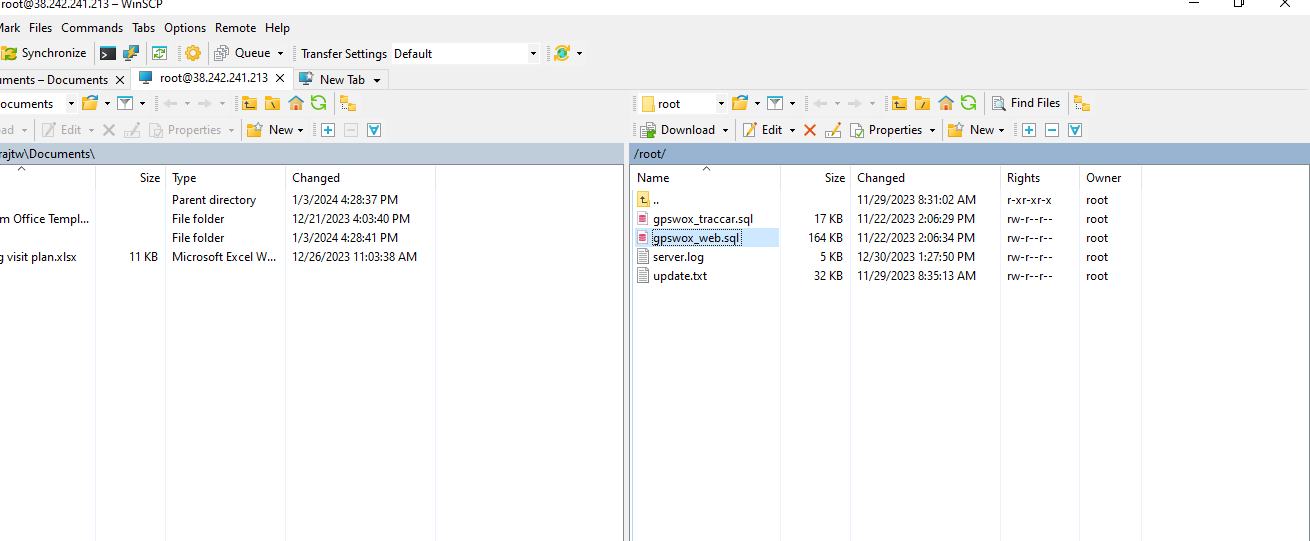 root@38.242.241.213 – WinSCP
Mark Files Commands Tabs Options Remote Help
Synchronize Queue Transfer Settings Default
uments – Documents root@38.242.241.213 New Tab
ocuments
ad Edit Properties New
rajtw\Documents\
Size Type Changed
Parent directory 1/3/2024 4:28:37 PM
m Office Templ... File folder 12/21/2023 4:03:40 PM
File folder 1/3/2024 4:28:41 PM
g visit plan.xlsx 11 KB Microsoft Excel W... 12/26/2023 11:03:38 AM
root Find Files
Download Edit Properties New
/root/
Name Size Changed Rights Owner
.. 11/29/2023 8:31:02 AM r-xr-xr-x root
gpswox_traccar.sql 17 KB 11/22/2023 2:06:29 PM rw-r--r-- root
gpswox_web.sql 164 KB 11/22/2023 2:06:34 PM rw-r--r-- root
server.log 5 KB 12/30/2023 1:27:50 PM rw-r--r-- root
update.txt 32 KB 11/29/2023 8:35:13 AM rw-r--r-- root